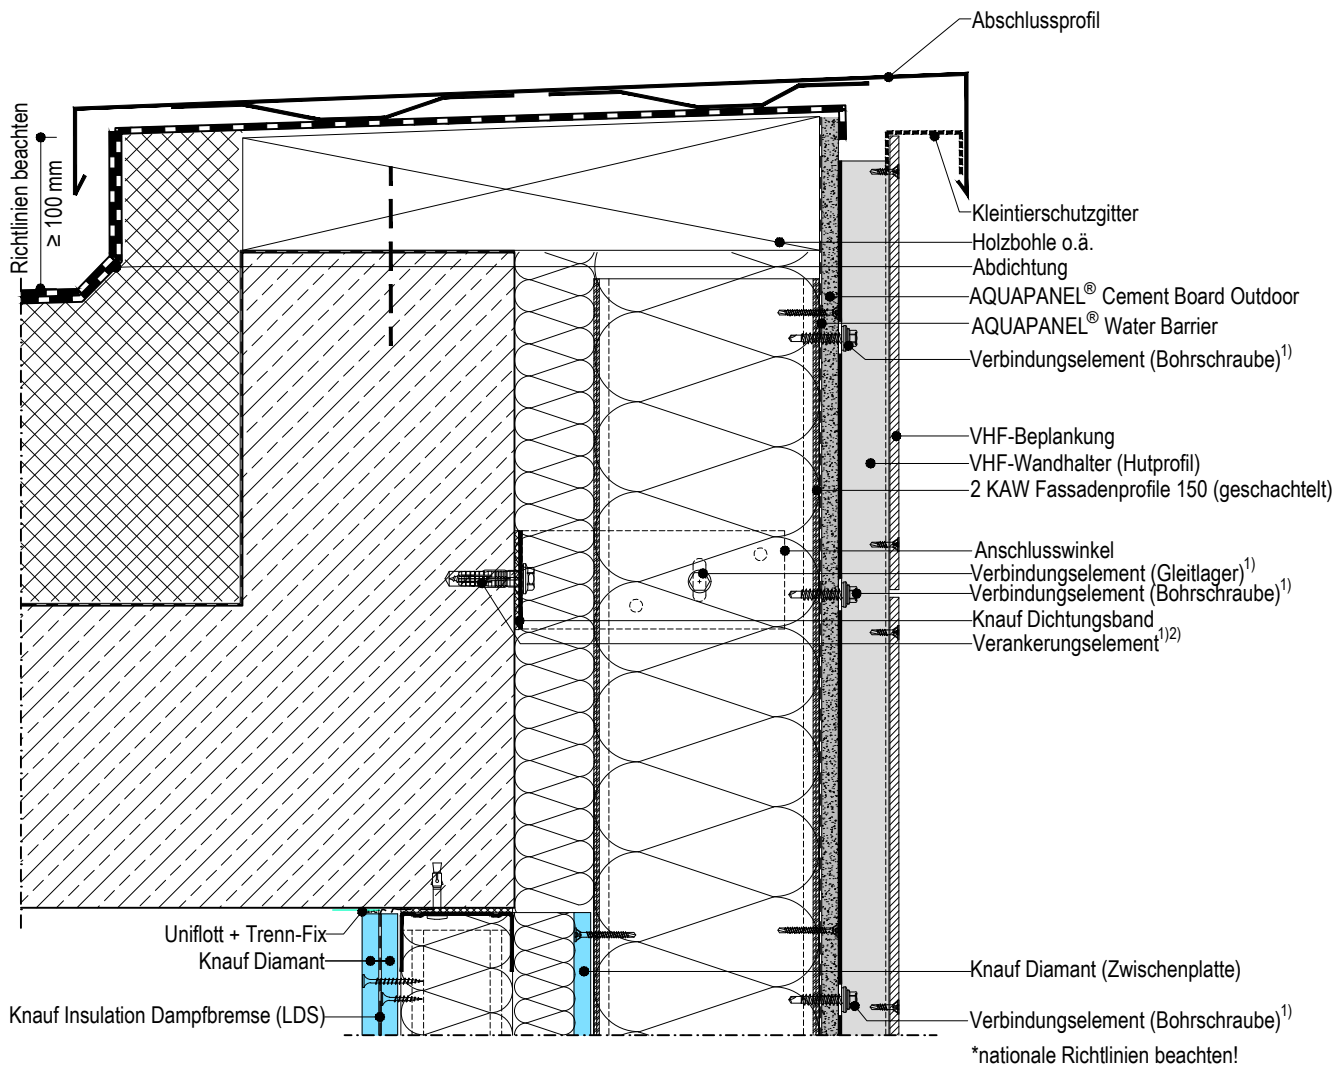 Abschlussprofil
Richtlinien beachten
≥ 100 mm
Kleintierschutzgitter
Holzbohle o.ä.
Abdichtung
AQUAPANEL® Cement Board Outdoor
AQUAPANEL® Water Barrier
Verbindungselement (Bohrschraube)1)
VHF-Beplankung
VHF-Wandhalter (Hutprofil)
2 KAW Fassadenprofile 150 (geschachtelt)
Anschlusswinkel
Verbindungselement (Gleitlager)1)
Verbindungselement (Bohrschraube)1)
Knauf Dichtungsband
Verankerungselement1)2)
Uniflott + Trenn-Fix
Knauf Diamant
Knauf Insulation Dampfbremse (LDS)
Knauf Diamant (Zwischenplatte)
Verbindungselement (Bohrschraube)1)
*nationale Richtlinien beachten!